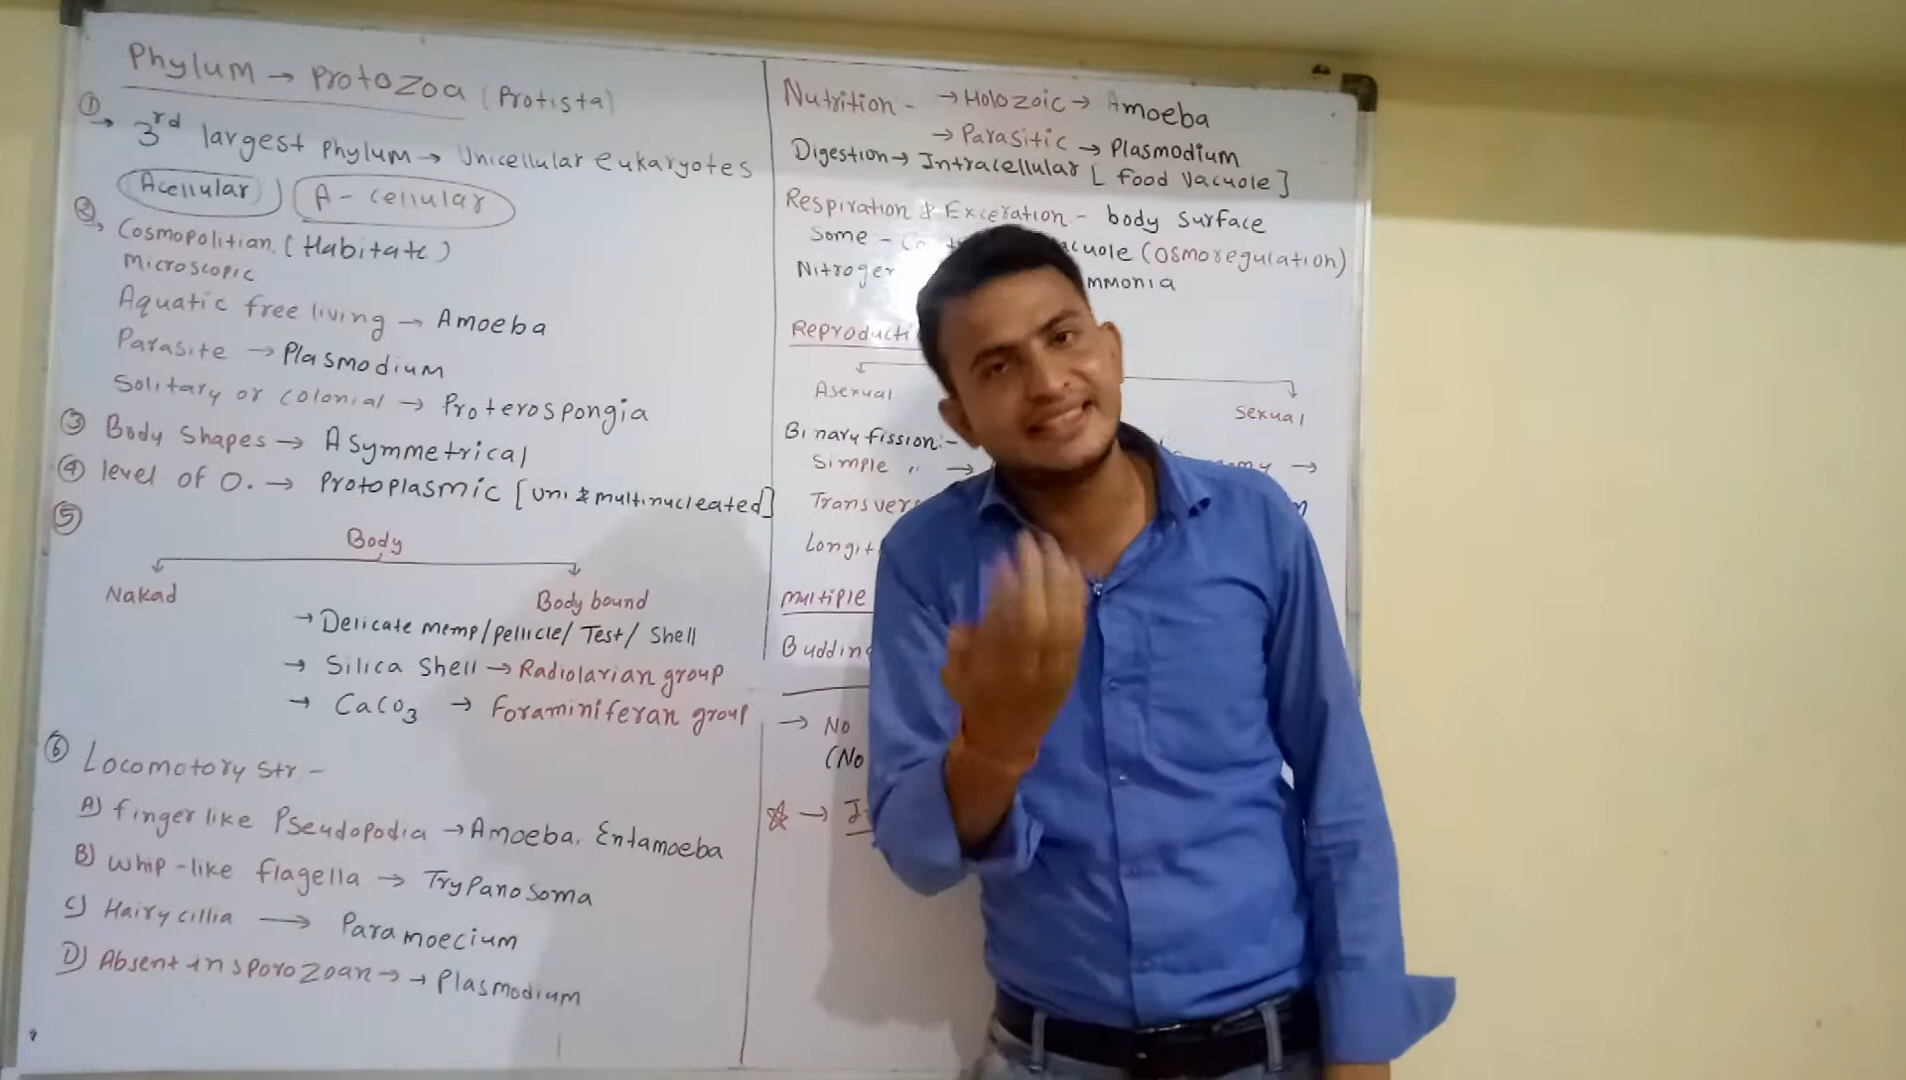 Phylum → Protozoa (Protista)
① → 3rd largest Phylum → Unicellular eukaryotes
Acellular) (A-cellular
② Cosmopolitian. (Habitate)
Microscopic
Aquatic free living → Amoeba
Parasite → Plasmodium
Solitary or colonial → Proterospongia
③ Body Shapes → Asymmetrical
④ level of O. → Protoplasmic [uni & multinucleated]
⑤
Body
Nakad Body bound
→ Delicate memp/pellicle/ Test/ Shell
→ Silica Shell → Radiolarian group
→ CaCO3 → Foraminiferan group
⑥ Locomotory Str -
A) finger like Pseudopodia → Amoeba, Entamoeba
B) Whip-like flagella → Trypanosoma
C) Hairy cillia → Paramoecium
D) Absent in Sporozoan → → Plasmodium
Nutrition - → Holozoic → Amoeba
→ Parasitic → Plasmodium
Digestion → Intracellular [Food Vacuole]
Respiration & Exceration - body surface
Some - acuole (Osmoregulation)
Nitroger mmonia
Reproducti
Asexual Sexual
Binary fission :-
Simple " → omy →
Transver
Longit
Multiple
Buddin
→ No
(No
☆ →